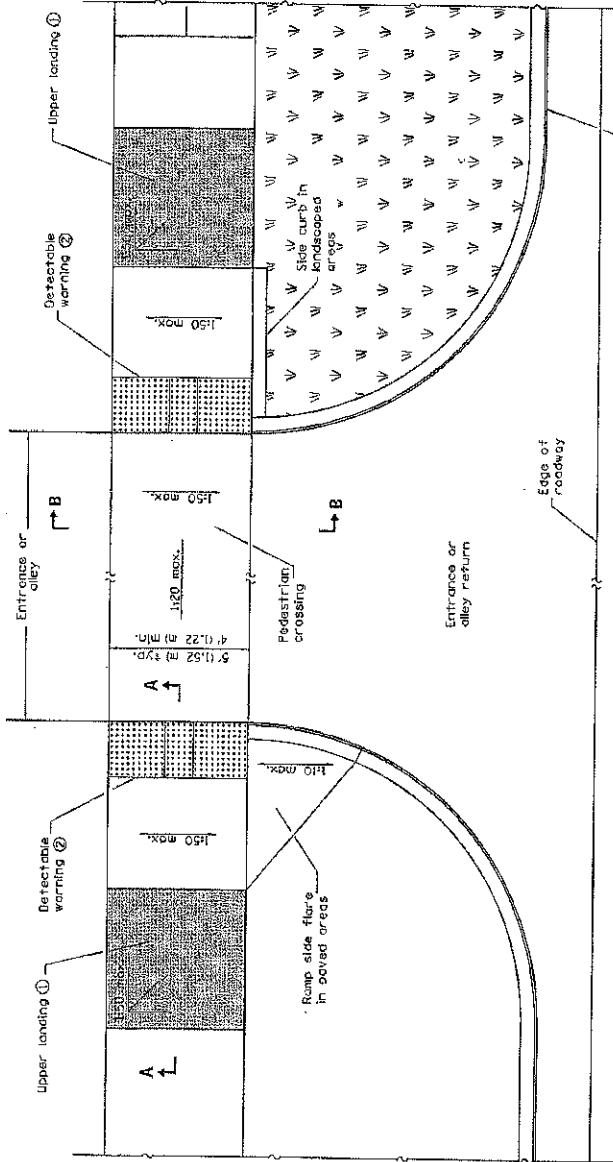 Upper landing ①
Detectable
warning ②
Entrance or
alley
Detectable
warning ②
Upper landing ①
1:50 max.
1:50 max.
1:50 max.
1:20 max.
4' (1.22 m) min.
5' (1.52 m) typ.
A
A
B
B
Side curb in
landscaped
areas
Pedestrian
crossing
1:10 max.
Ramp side flare
in paved areas
Entrance or
alley return
Edge of
roadway